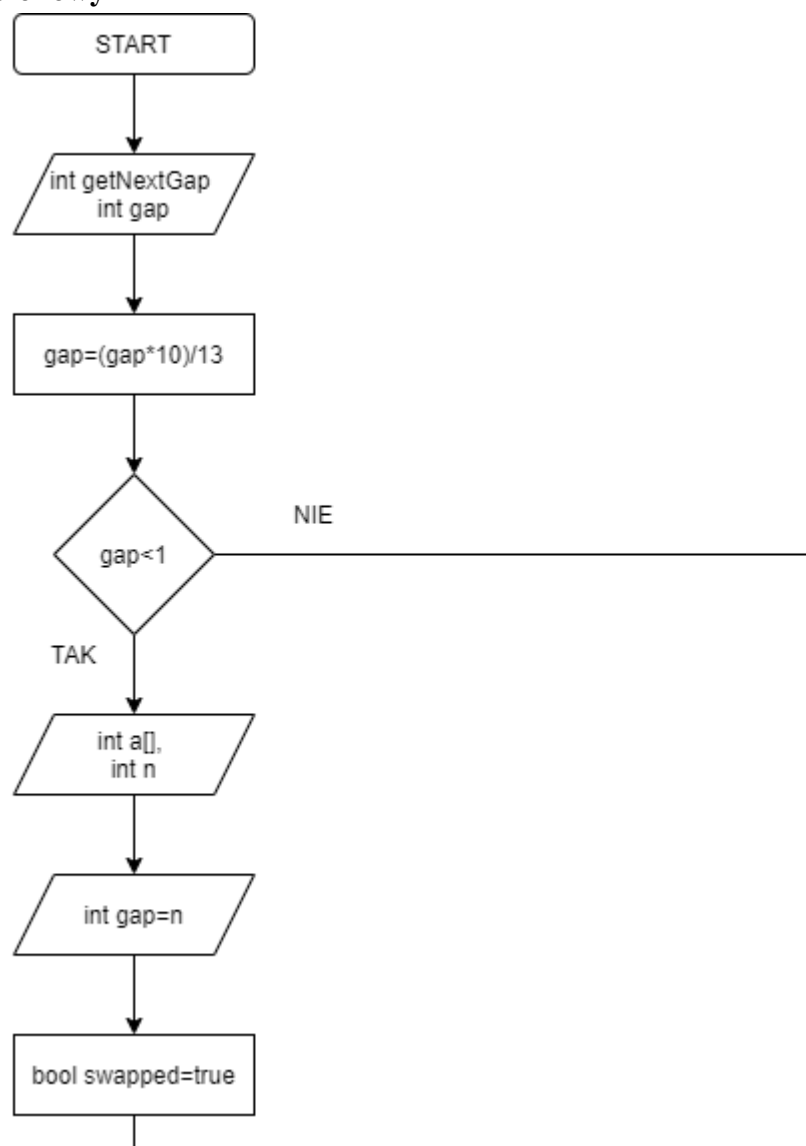 START
int getNextGap
int gap
gap=(gap*10)/13
NIE
gap<1
TAK
int a[],
int n
int gap=n
bool swapped=true